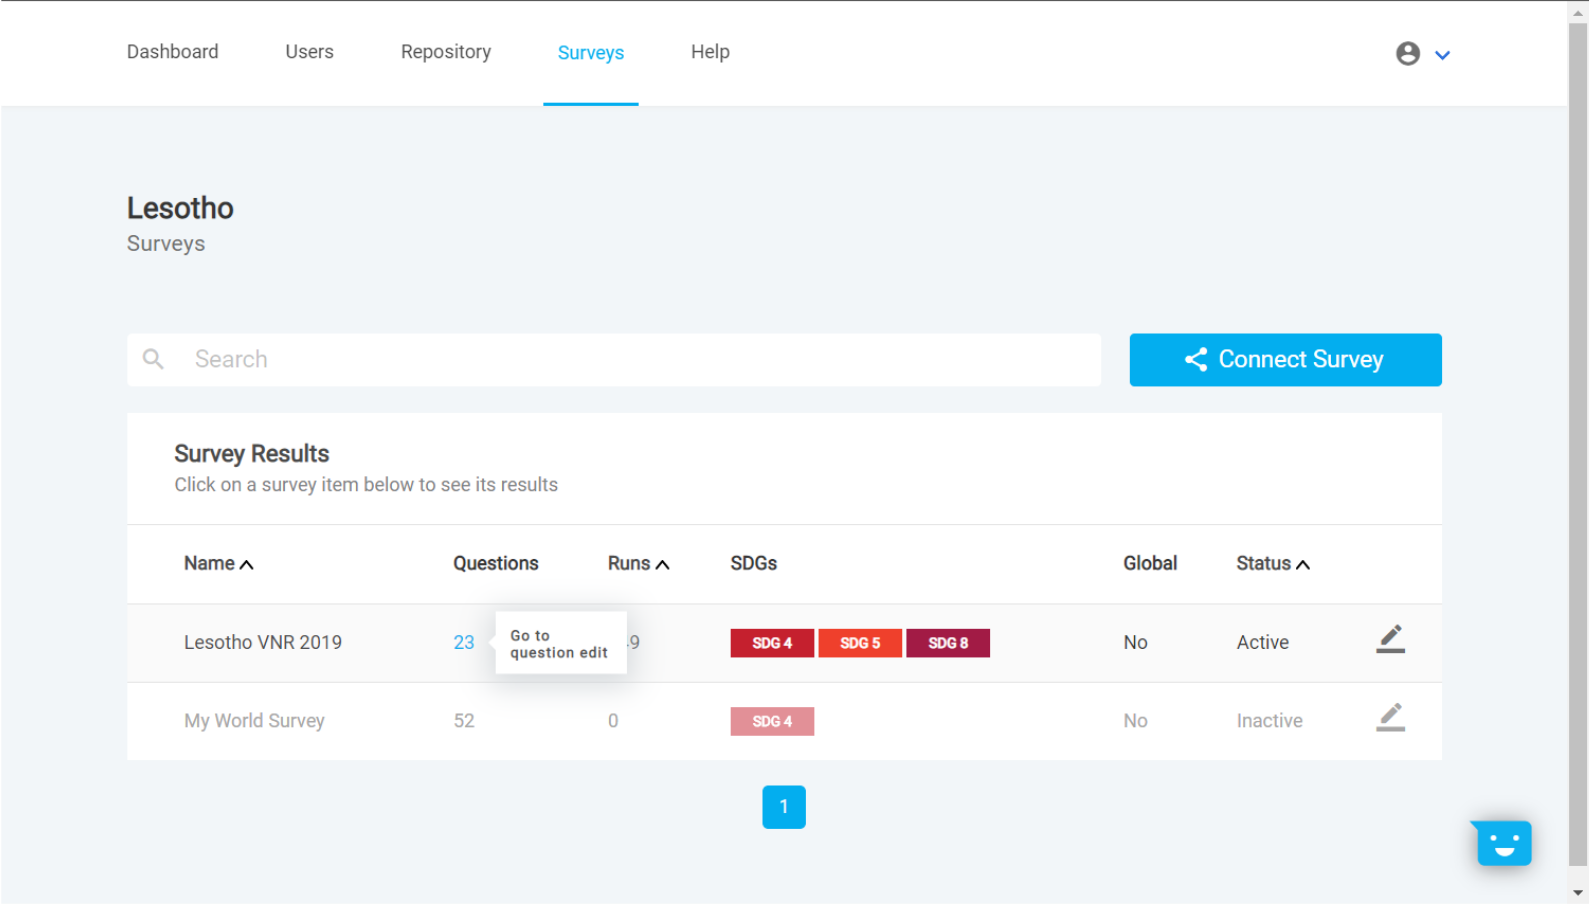 Dashboard Users Repository Surveys Help
Lesotho
Surveys
Search
Connect Survey
Survey Results
Click on a survey item below to see its results
Name Questions Runs SDGs Global Status
Lesotho VNR 2019 23 SDG 4 SDG 5 SDG 8 No Active
Go to
question edit
My World Survey 52 0 SDG 4 No Inactive
1